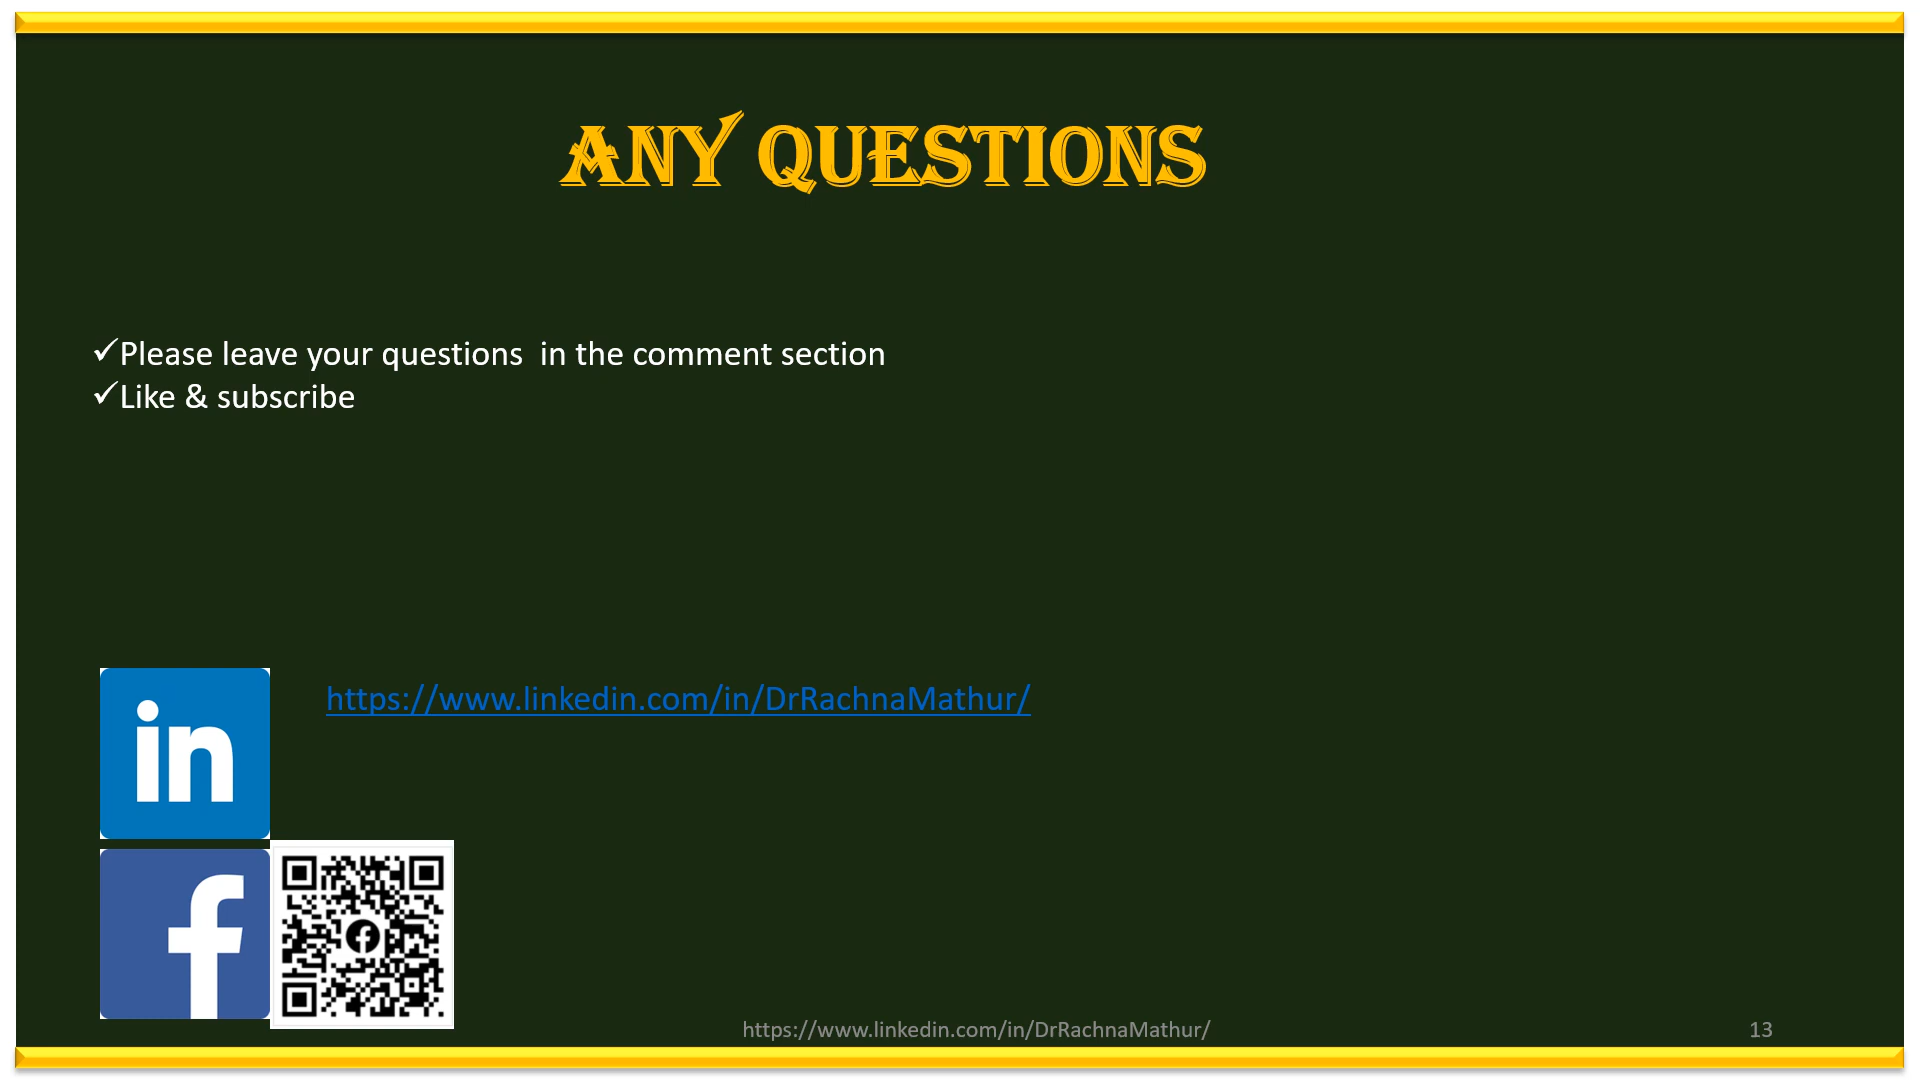 ANY QUESTIONS
✓Please leave your questions  in the comment section
✓Like & subscribe
in
https://www.linkedin.com/in/DrRachnaMathur/
f
https://www.linkedin.com/in/DrRachnaMathur/
13